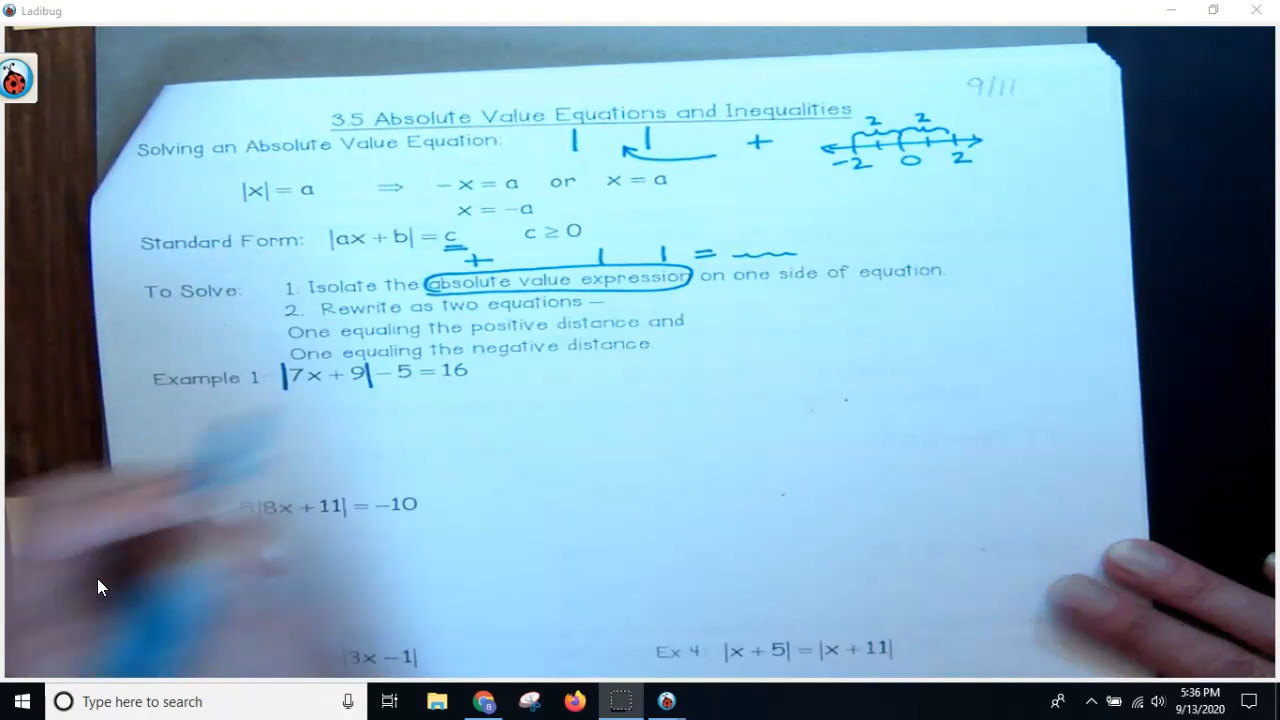 Ladibug
9/11
3.5 Absolute Value Equations and Inequalities
Solving an Absolute Value Equation:
| | +
2 2
-2 0 2
|x| = a ⟹ -x = a or x = a
x = -a
Standard Form: |ax + b| = c c ≥ 0
+ | | =
To Solve: 1. Isolate the absolute value expression on one side of equation.
2. Rewrite as two equations –
One equaling the positive distance and
One equaling the negative distance.
Example 1: |7x + 9| - 5 = 16
|8x + 11| = -10
|3x - 1|
Ex 4: |x + 5| = |x + 11|
Type here to search
5:36 PM
9/13/2020